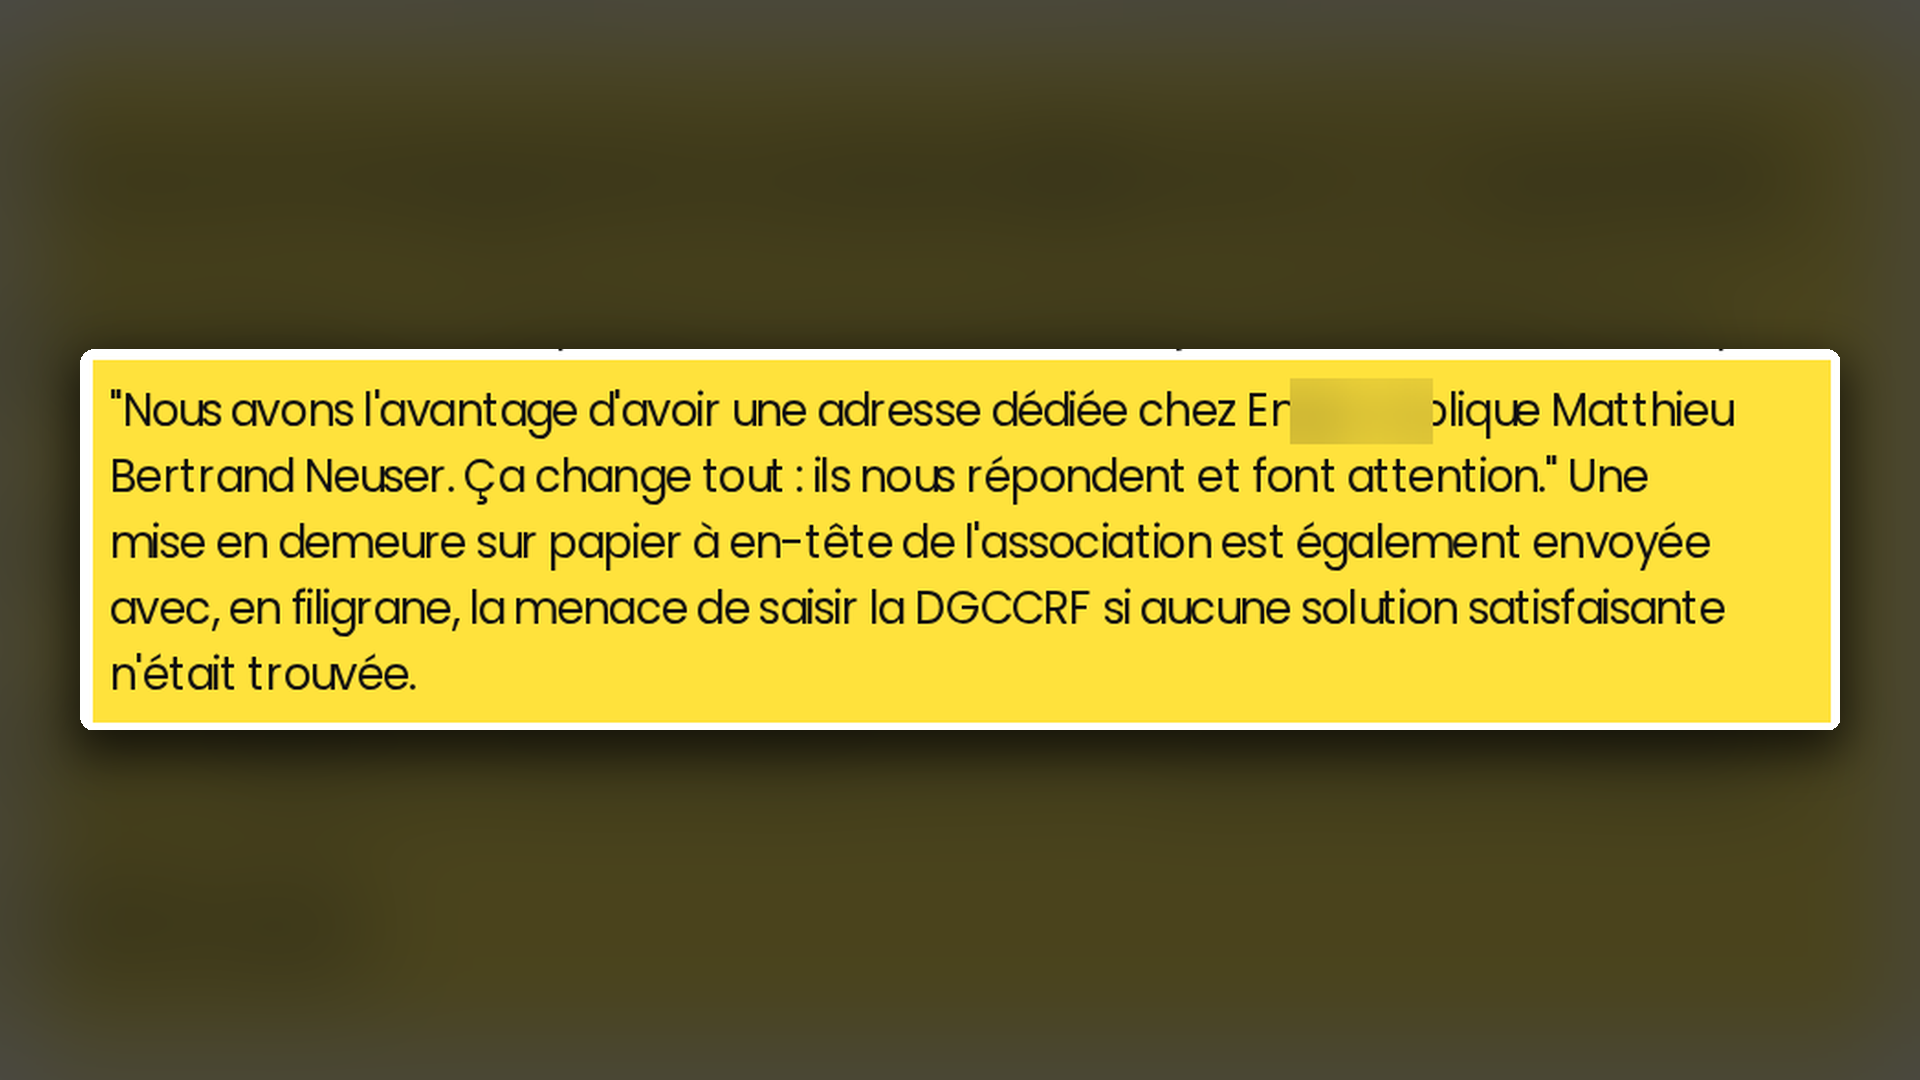 "Nous avons l'avantage d'avoir une adresse dédiée chez Matthieu
Bertrand Neuser. Ça change tout : ils nous répondent et font attention." Une
mise en demeure sur papier à en-tête de l'association est également envoyée
avec, en filigrane, la menace de saisir la DGCCRF si aucune solution satisfaisante
n'était trouvée.